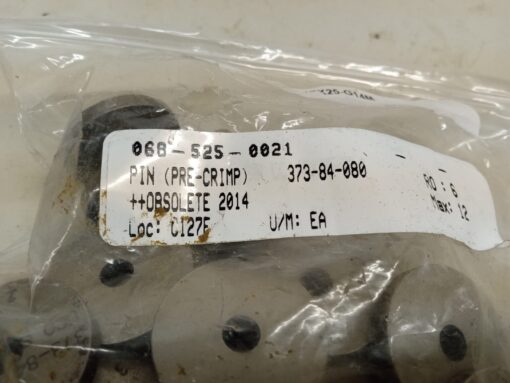 068-525-0021
PIN (PRE-CRIMP) 373-84-080
++OBSOLETE 2014
RO: 6
Loc: C127F U/M: EA
Max: 12